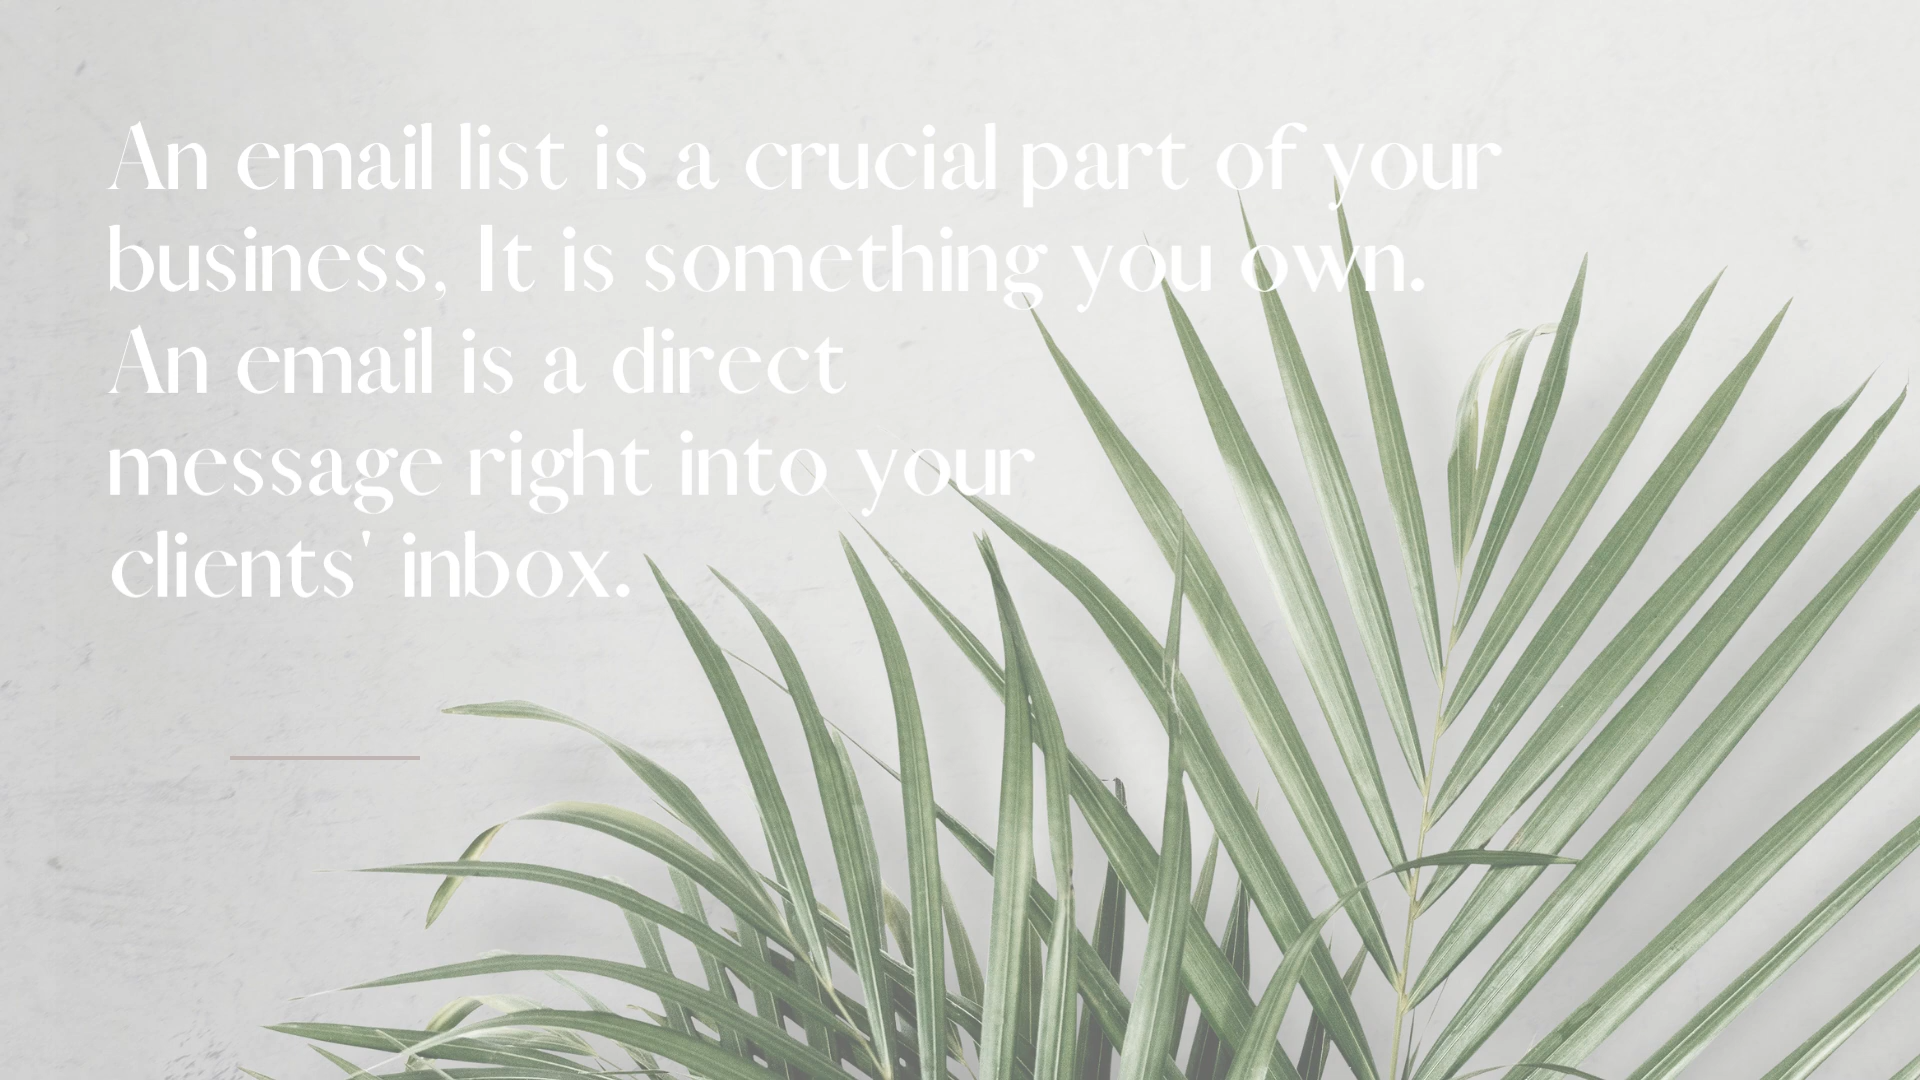 An email list is a crucial part of your
business, It is something you own.
An email is a direct
message right into your
clients' inbox.